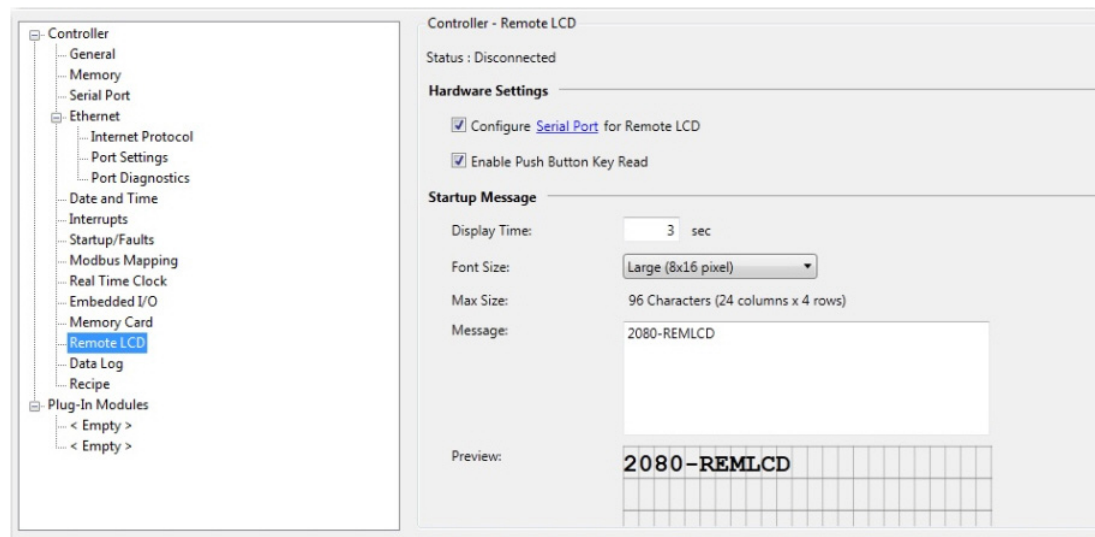 Controller
General
Memory
Serial Port
Ethernet
Internet Protocol
Port Settings
Port Diagnostics
Date and Time
Interrupts
Startup/Faults
Modbus Mapping
Real Time Clock
Embedded I/O
Memory Card
Remote LCD
Data Log
Recipe
Plug-In Modules
< Empty >
< Empty >
Controller - Remote LCD
Status : Disconnected
Hardware Settings
Configure Serial Port for Remote LCD
Enable Push Button Key Read
Startup Message
Display Time: 3 sec
Font Size: Large (8x16 pixel)
Max Size: 96 Characters (24 columns x 4 rows)
Message: 2080-REMLCD
Preview: 2080-REMLCD